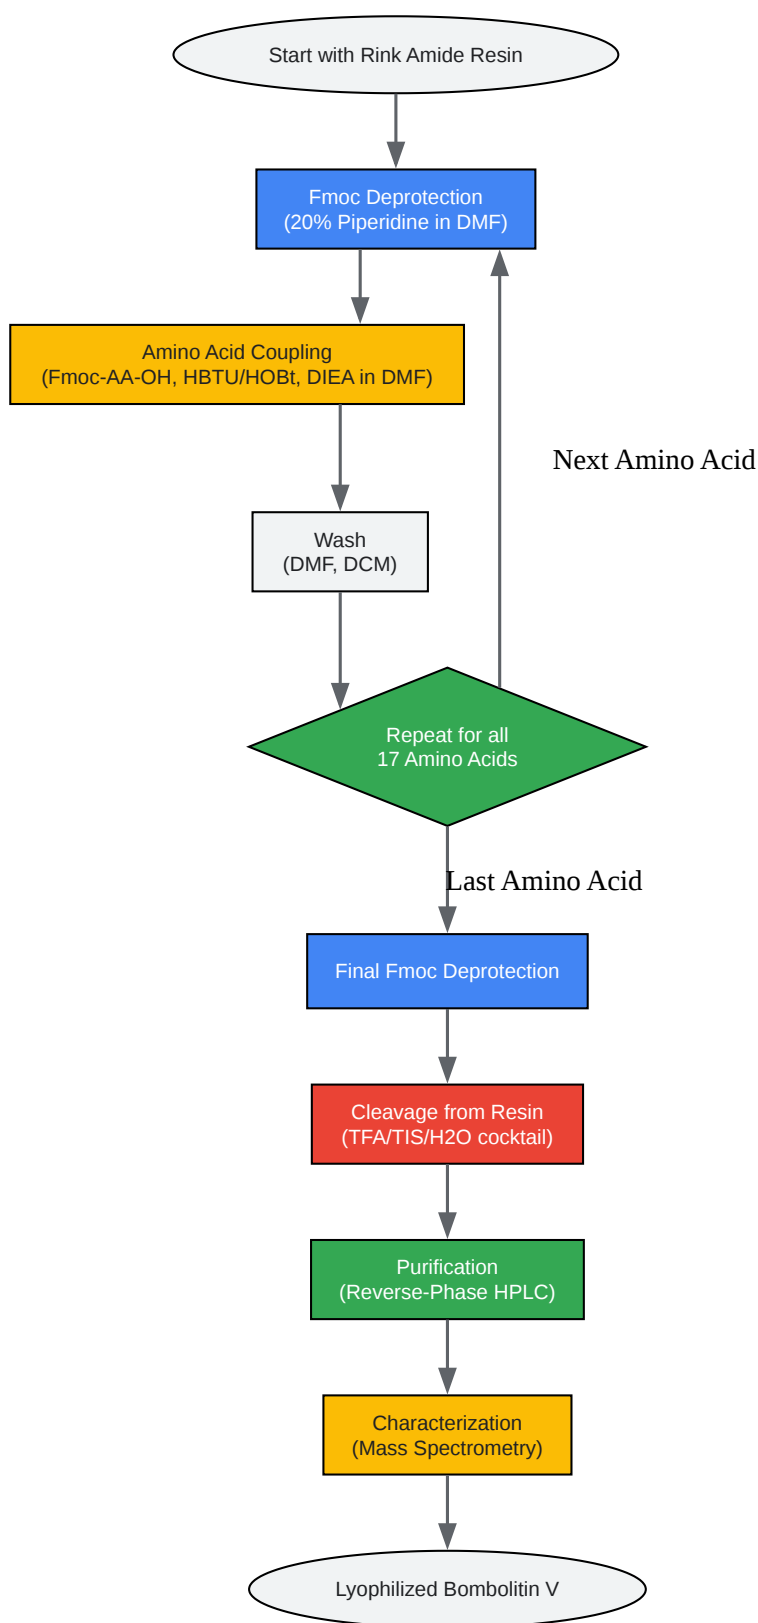 Start with Rink Amide Resin
Fmoc Deprotection
(20% Piperidine in DMF)
Amino Acid Coupling
(Fmoc-AA-OH, HBTU/HOBt, DIEA in DMF)
Next Amino Acid
Wash
(DMF, DCM)
Repeat for all
17 Amino Acids
Last Amino Acid
Final Fmoc Deprotection
Cleavage from Resin
(TFA/TIS/H2O cocktail)
Purification
(Reverse-Phase HPLC)
Characterization
(Mass Spectrometry)
Lyophilized Bombolitin V